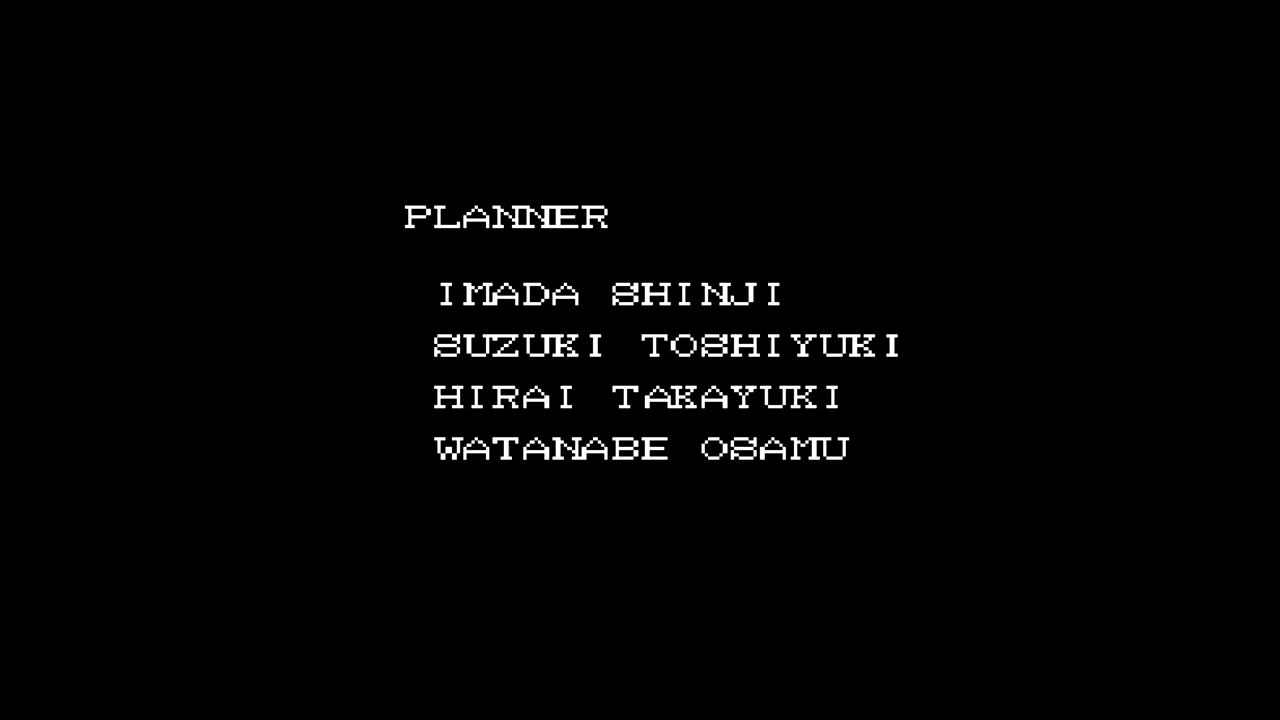 PLANNER
IMADA SHINJI
SUZUKI TOSHIYUKI
HIRAI TAKAYUKI
WATANABE OSAMU